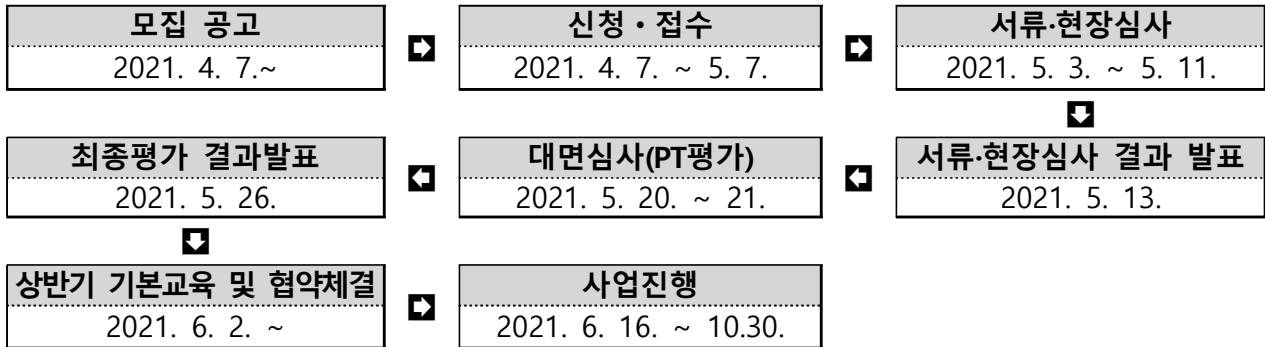 모집 공고
2021. 4. 7.~
신청・접수
2021. 4. 7. ~ 5. 7.
서류·현장심사
2021. 5. 3. ~ 5. 11.
서류·현장심사 결과 발표
2021. 5. 13.
대면심사(PT평가)
2021. 5. 20. ~ 21.
최종평가 결과발표
2021. 5. 26.
상반기 기본교육 및 협약체결
2021. 6. 2. ~
사업진행
2021. 6. 16. ~ 10.30.